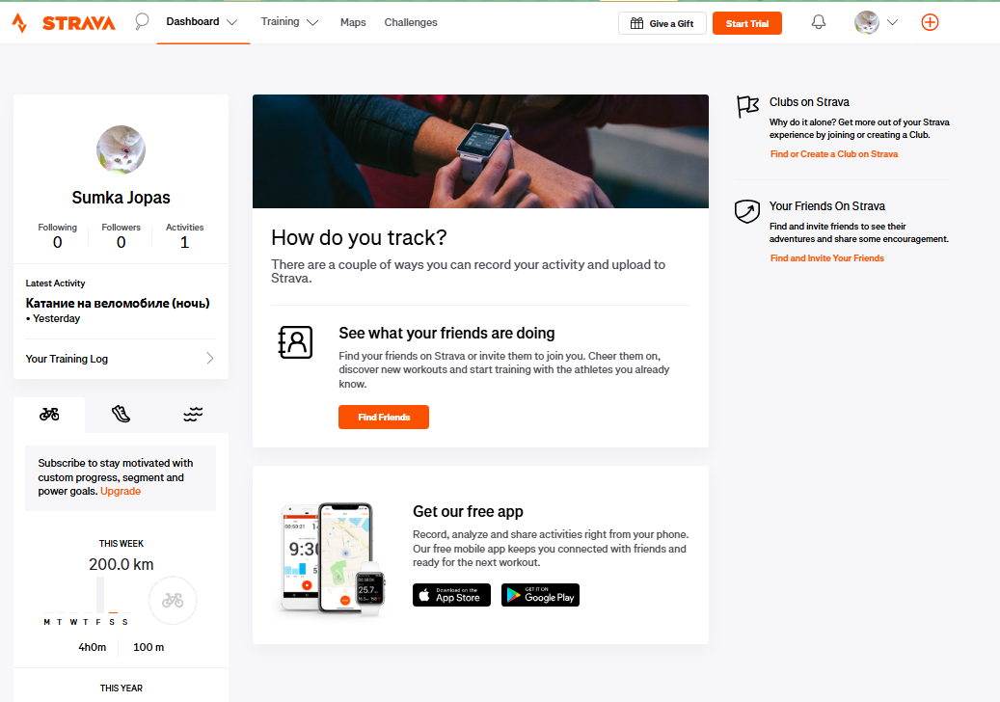 STRAVA
Dashboard
Training
Maps
Challenges
Give a Gift
Start Trial
Sumka Jopas
Following
0
Followers
0
Activities
1
Latest Activity
Катание на веломобиле (ночь)
• Yesterday
Your Training Log
Subscribe to stay motivated with
custom progress, segment and
power goals. Upgrade
THIS WEEK
200.0 km
M T W T F S S
4h0m
100 m
THIS YEAR
How do you track?
There are a couple of ways you can record your activity and upload to
Strava.
See what your friends are doing
Find your friends on Strava or invite them to join you. Cheer them on,
discover new workouts and start training with the athletes you already
know.
Find Friends
Get our free app
Record, analyze and share activities right from your phone.
Our free mobile app keeps you connected with friends and
ready for the next workout.
Download on the
App Store
GET IT ON
Google Play
Clubs on Strava
Why do it alone? Get more out of your Strava
experience by joining or creating a Club.
Find or Create a Club on Strava
Your Friends On Strava
Find and invite friends to see their
adventures and share some encouragement.
Find and Invite Your Friends